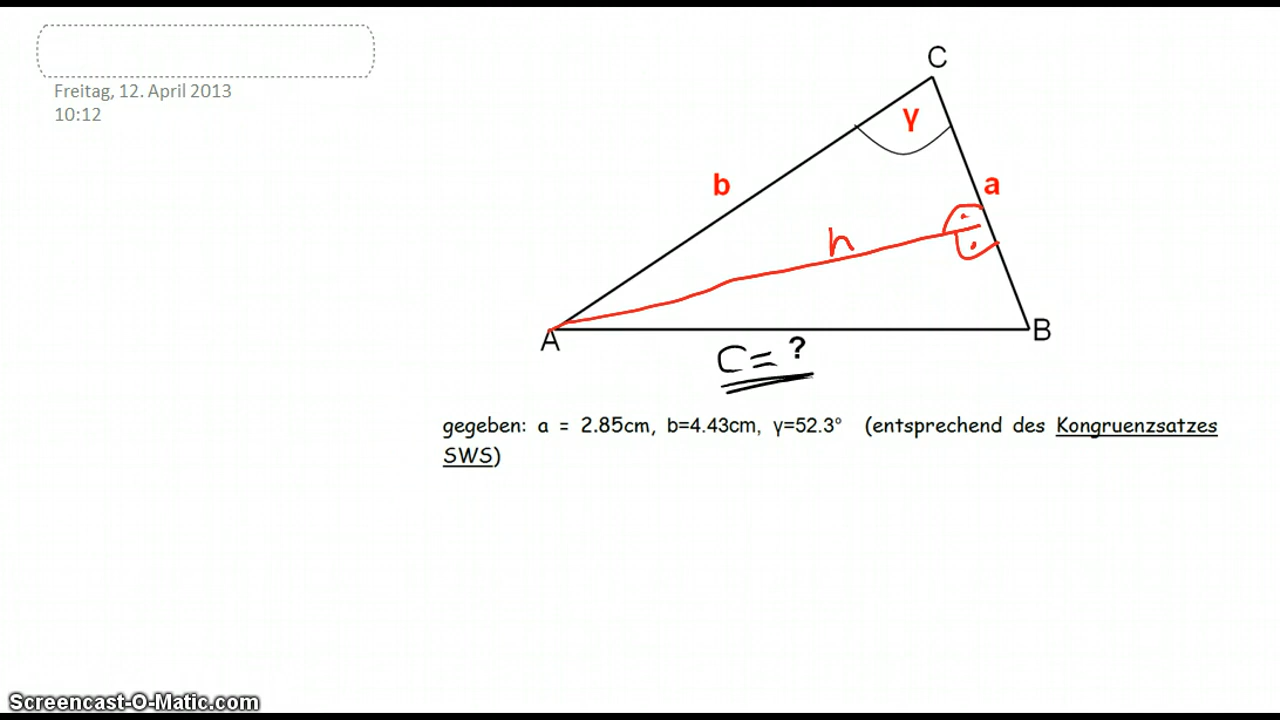 Freitag, 12. April 2013
10:12
C
γ
b
a
h
A
B
C = ?
gegeben: a = 2.85cm, b=4.43cm, γ=52.3° (entsprechend des Kongruenzsatzes
SWS)
Screencast-O-Matic.com